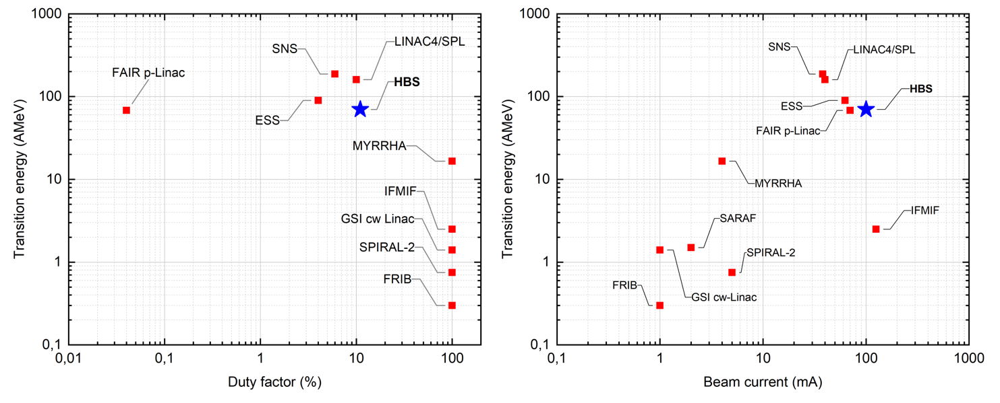 1000
100
10
1
0,1
0,01
0,1
1
10
100
Transition energy (AMeV)
Duty factor (%)
LINAC4/SPL
SNS
FAIR p-Linac
HBS
ESS
MYRRHA
IFMIF
GSI cw Linac
SPIRAL-2
FRIB
1000
100
10
1
0,1
0,1
1
10
100
1000
Transition energy (AMeV)
Beam current (mA)
SNS
LINAC4/SPL
HBS
ESS
FAIR p-Linac
MYRRHA
IFMIF
SARAF
SPIRAL-2
FRIB
GSI cw-Linac